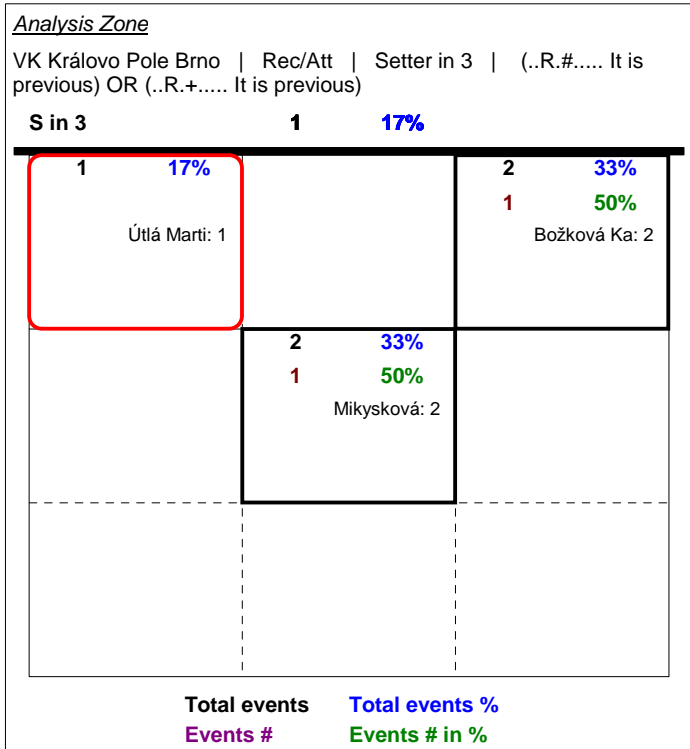 Analysis Zone
VK Královo Pole Brno | Rec/Att | Setter in 3 | (..R.#..... It is
previous) OR (..R.+..... It is previous)
S in 3 1 17%
1 17% 2 33%
1 50%
Útlá Marti: 1 Božková Ka: 2
2 33%
1 50%
Mikysková: 2
Total events Total events %
Events # Events # in %